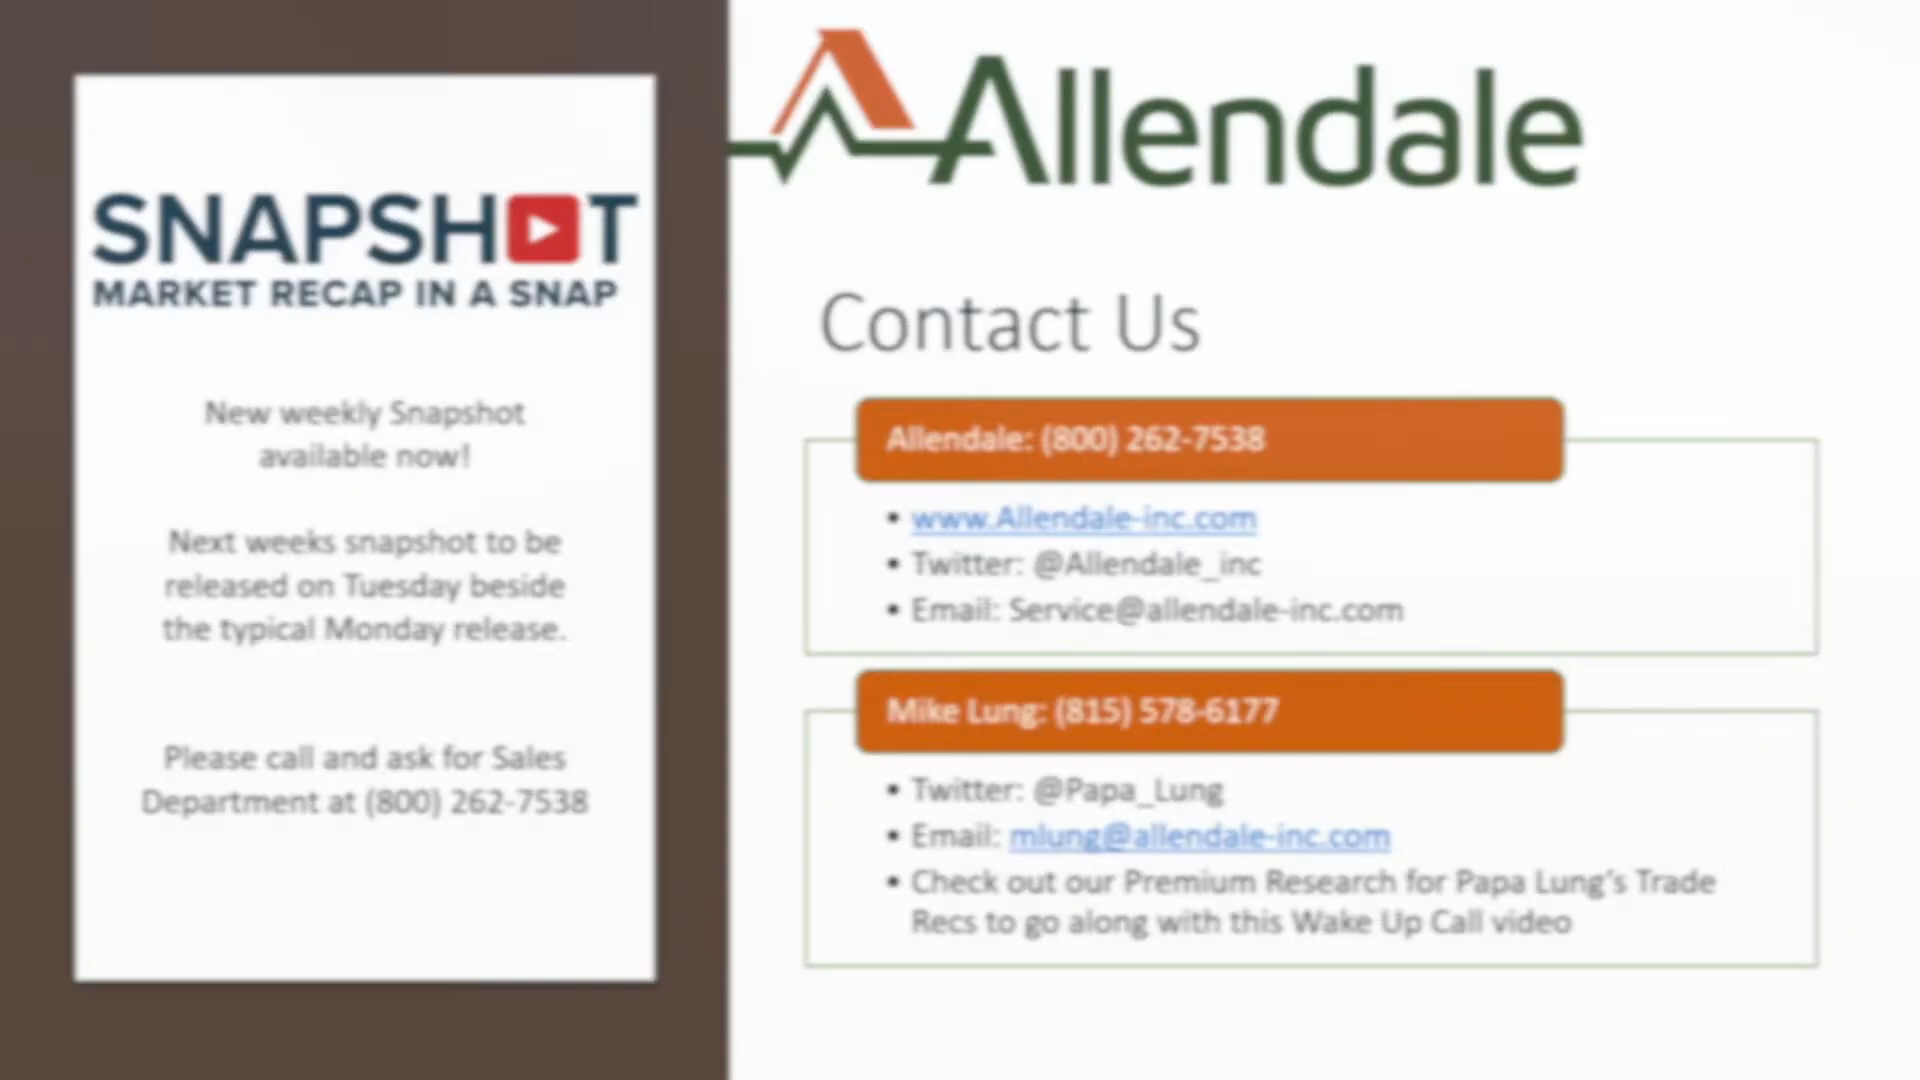 SNAPSHOT
MARKET RECAP IN A SNAP
New weekly Snapshot
available now!
Next weeks snapshot to be
released on Tuesday beside
the typical Monday release.
Please call and ask for Sales
Department at (800) 262-7538
Allendale
Contact Us
Allendale: (800) 262-7538
• www.Allendale-inc.com
• Twitter: @Allendale_inc
• Email: Service@allendale-inc.com
Mike Lung: (815) 578-6177
• Twitter: @Papa_Lung
• Email: mlung@allendale-inc.com
• Check out our Premium Research for Papa Lung's Trade
Recs to go along with this Wake Up Call video